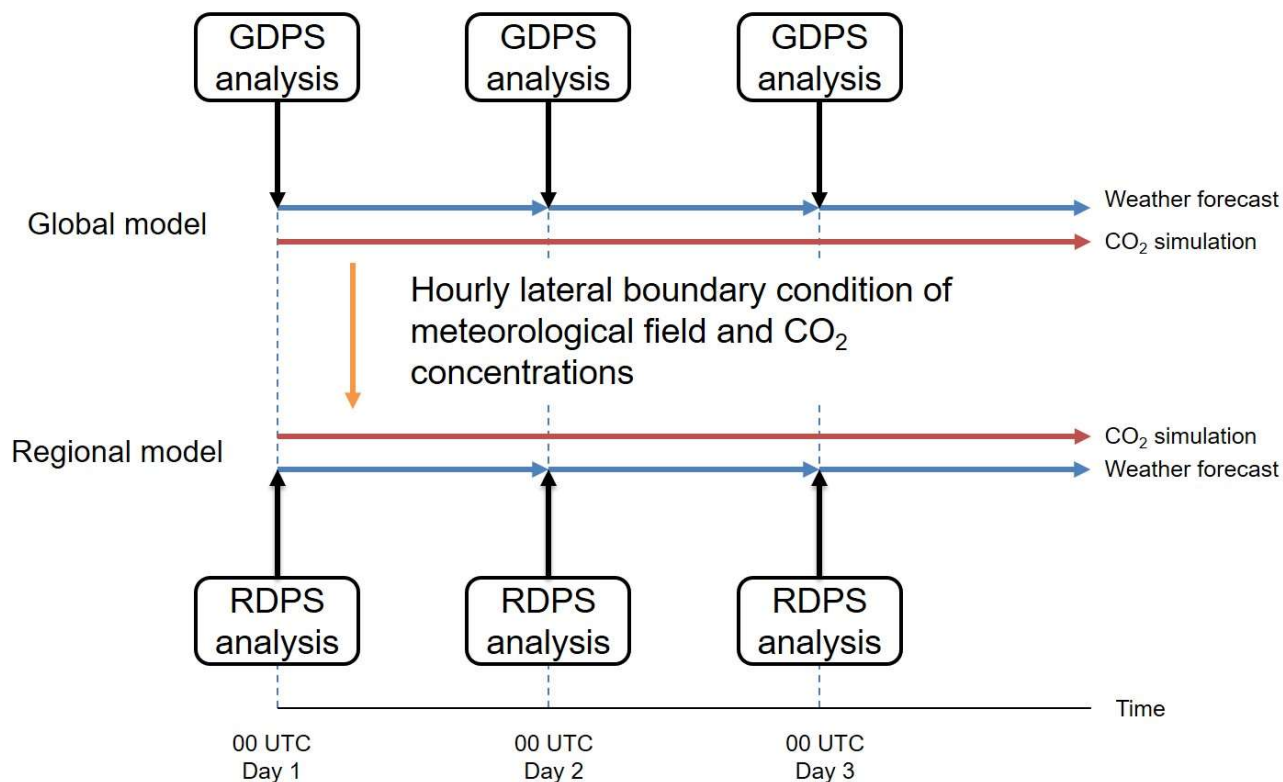 GDPS
analysis
GDPS
analysis
GDPS
analysis
Global model
Weather forecast
CO₂ simulation
Hourly lateral boundary condition of
meteorological field and CO₂
concentrations
Regional model
CO₂ simulation
Weather forecast
RDPS
analysis
RDPS
analysis
RDPS
analysis
Time
00 UTC
Day 1
00 UTC
Day 2
00 UTC
Day 3